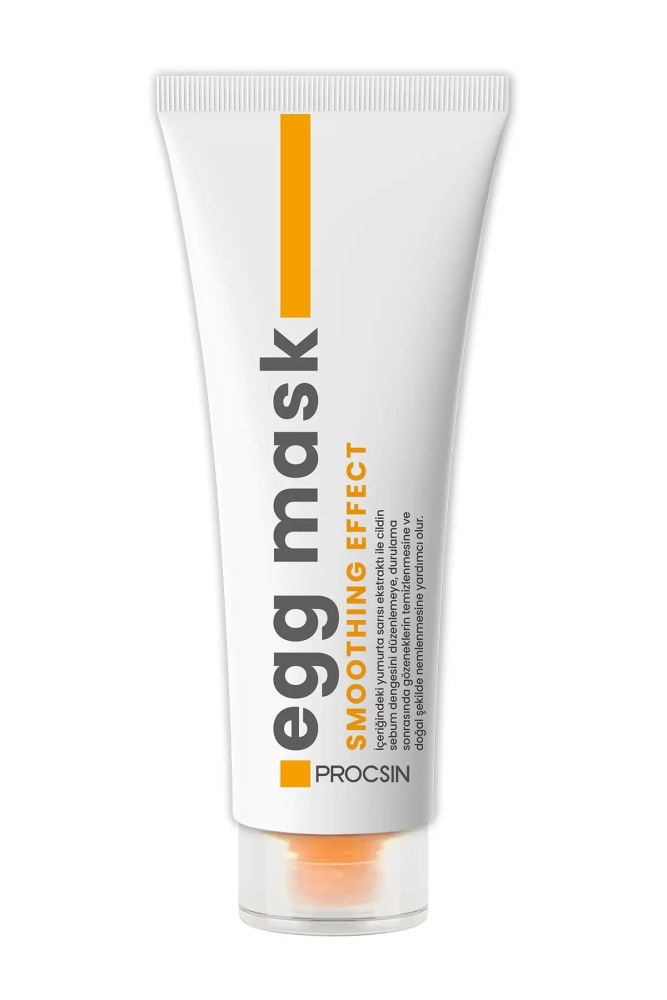 egg mask
SMOOTHING EFFECT
İçeriğindeki yumurta sarısı ekstraktı ile cildin
sebum dengesini düzenlemeye, durulama
sonrasında gözeneklerin temizlenmesine ve
doğal şekilde nemlenmesine yardımcı olur.
PROCSIN